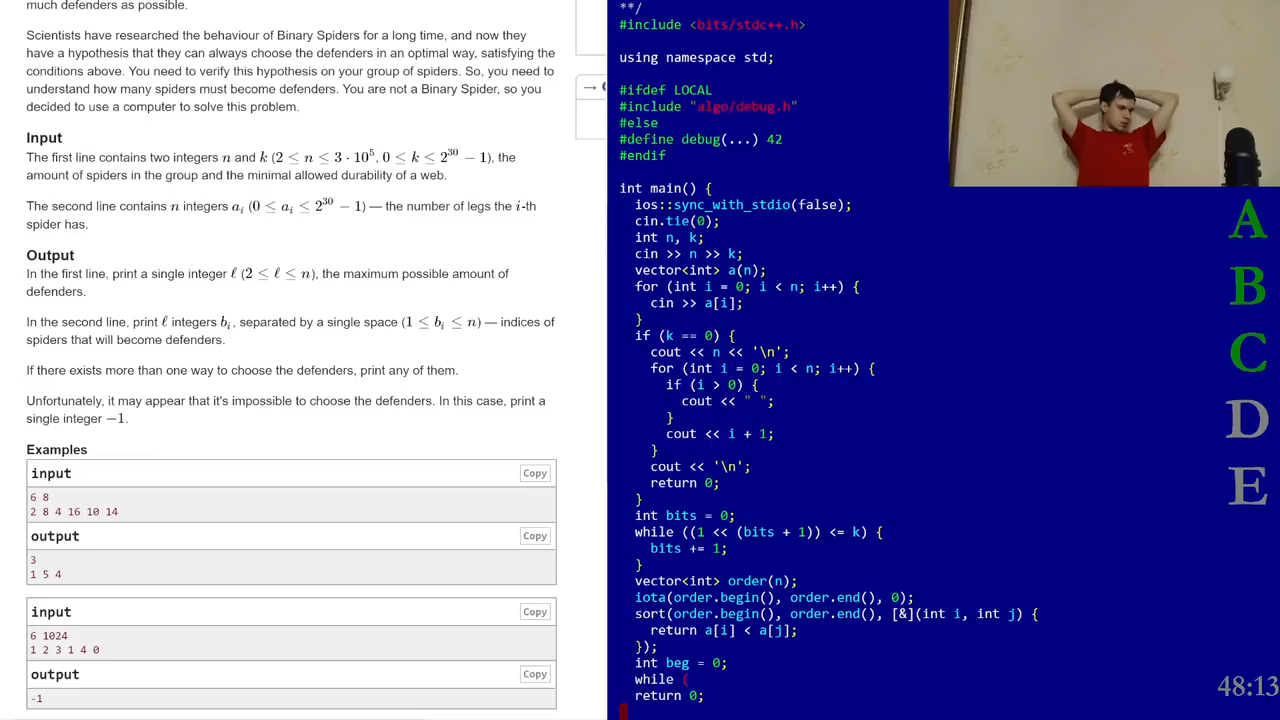 much defenders as possible.
Scientists have researched the behaviour of Binary Spiders for a long time, and now they
have a hypothesis that they can always choose the defenders in an optimal way, satisfying the
conditions above. You need to verify this hypothesis on your group of spiders. So, you need to
understand how many spiders must become defenders. You are not a Binary Spider, so you
decided to use a computer to solve this problem.
Input
The first line contains two integers n and k (2 ≤ n ≤ 3 · 10⁵, 0 ≤ k ≤ 2³⁰ − 1), the
amount of spiders in the group and the minimal allowed durability of a web.
The second line contains n integers aᵢ (0 ≤ aᵢ ≤ 2³⁰ − 1) — the number of legs the i-th
spider has.
Output
In the first line, print a single integer ℓ (2 ≤ ℓ ≤ n), the maximum possible amount of
defenders.
In the second line, print ℓ integers bᵢ, separated by a single space (1 ≤ bᵢ ≤ n) — indices of
spiders that will become defenders.
If there exists more than one way to choose the defenders, print any of them.
Unfortunately, it may appear that it's impossible to choose the defenders. In this case, print a
single integer −1.
Examples
input
Copy
6 8
2 8 4 16 10 14
output
Copy
3
1 5 4
input
Copy
6 1024
1 2 3 1 4 0
output
Copy
-1
→
**/
#include <bits/stdc++.h>
using namespace std;
#ifdef LOCAL
#include "algo/debug.h"
#else
#define debug(...) 42
#endif
int main() {
  ios::sync_with_stdio(false);
  cin.tie(0);
  int n, k;
  cin >> n >> k;
  vector<int> a(n);
  for (int i = 0; i < n; i++) {
    cin >> a[i];
  }
  if (k == 0) {
    cout << n << '\n';
    for (int i = 0; i < n; i++) {
      if (i > 0) {
        cout << " ";
      }
      cout << i + 1;
    }
    cout << '\n';
    return 0;
  }
  int bits = 0;
  while ((1 << (bits + 1)) <= k) {
    bits += 1;
  }
  vector<int> order(n);
  iota(order.begin(), order.end(), 0);
  sort(order.begin(), order.end(), [&](int i, int j) {
    return a[i] < a[j];
  });
  int beg = 0;
  while (
  return 0;
A
B
C
D
E
48:13